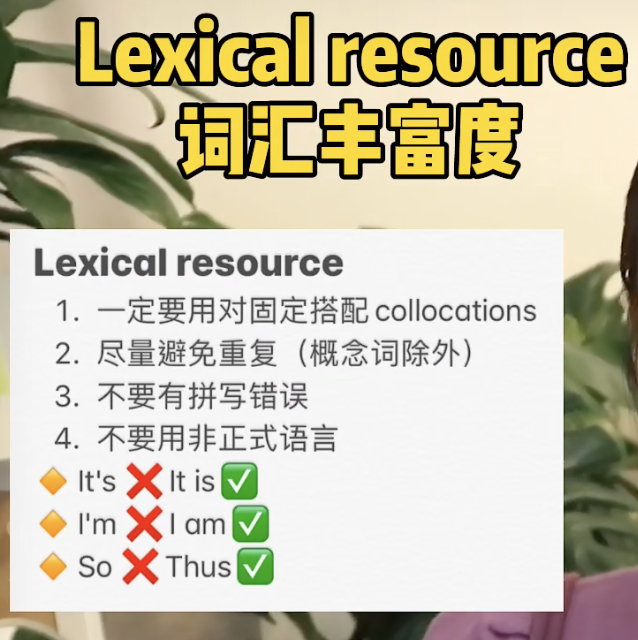 Lexical resource
词汇丰富度
Lexical resource
1. 一定要用对固定搭配 collocations
2. 尽量避免重复（概念词除外）
3. 不要有拼写错误
4. 不要用非正式语言
🔸 It's ❌ It is ✅
🔸 I'm ❌ I am ✅
🔸 So ❌ Thus ✅